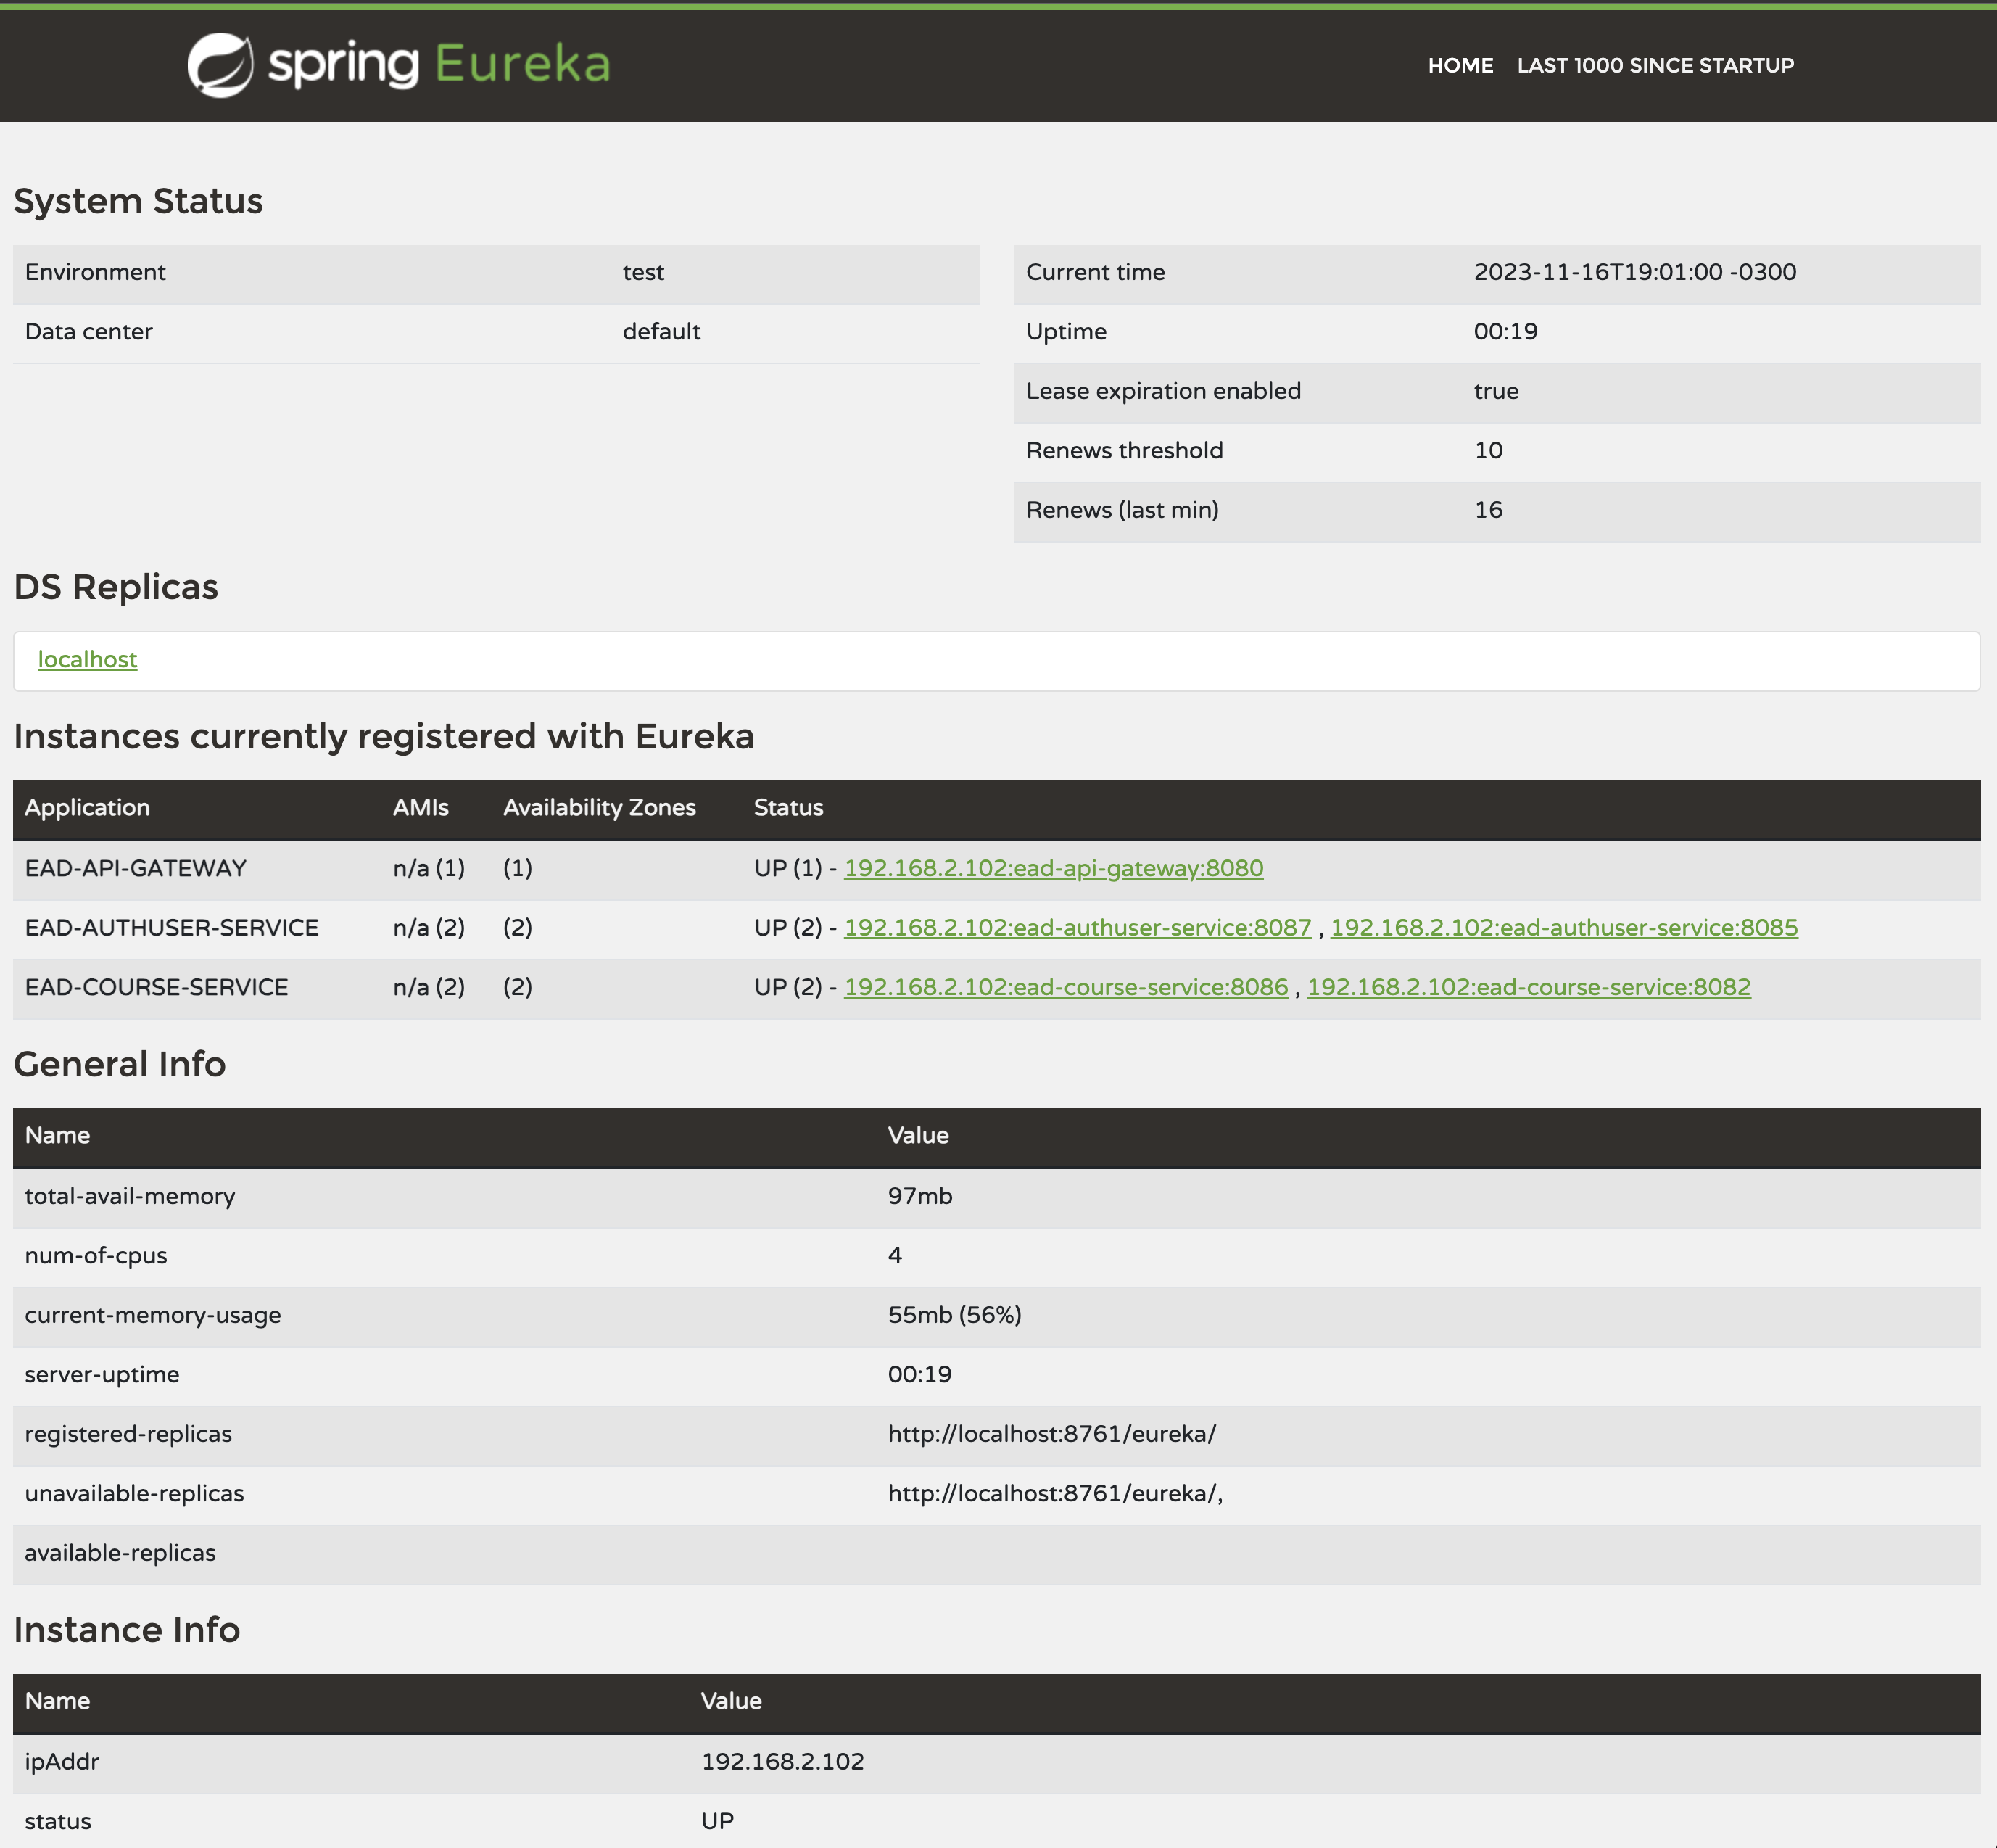 spring Eureka
HOME LAST 1000 SINCE STARTUP
System Status
Environment test
Data center default
Current time 2023-11-16T19:01:00 -0300
Uptime 00:19
Lease expiration enabled true
Renews threshold 10
Renews (last min) 16
DS Replicas
localhost
Instances currently registered with Eureka
Application AMIs Availability Zones Status
EAD-API-GATEWAY n/a (1) (1) UP (1) - 192.168.2.102:ead-api-gateway:8080
EAD-AUTHUSER-SERVICE n/a (2) (2) UP (2) - 192.168.2.102:ead-authuser-service:8087 , 192.168.2.102:ead-authuser-service:8085
EAD-COURSE-SERVICE n/a (2) (2) UP (2) - 192.168.2.102:ead-course-service:8086 , 192.168.2.102:ead-course-service:8082
General Info
Name Value
total-avail-memory 97mb
num-of-cpus 4
current-memory-usage 55mb (56%)
server-uptime 00:19
registered-replicas http://localhost:8761/eureka/
unavailable-replicas http://localhost:8761/eureka/,
available-replicas
Instance Info
Name Value
ipAddr 192.168.2.102
status UP